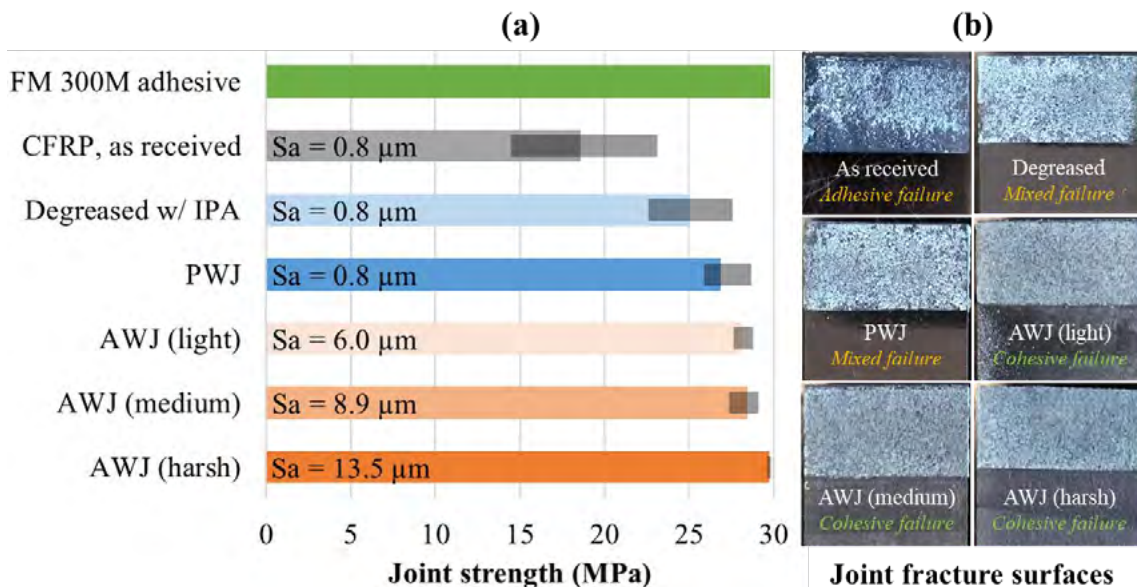 (a)
FM 300M adhesive
CFRP, as received
Sa = 0.8 µm
Degreased w/ IPA
Sa = 0.8 µm
PWJ
Sa = 0.8 µm
AWJ (light)
Sa = 6.0 µm
AWJ (medium)
Sa = 8.9 µm
AWJ (harsh)
Sa = 13.5 µm
0 5 10 15 20 25 30
Joint strength (MPa)
(b)
As received
Adhesive failure
Degreased
Mixed failure
PWJ
Mixed failure
AWJ (light)
Cohesive failure
AWJ (medium)
Cohesive failure
AWJ (harsh)
Cohesive failure
Joint fracture surfaces